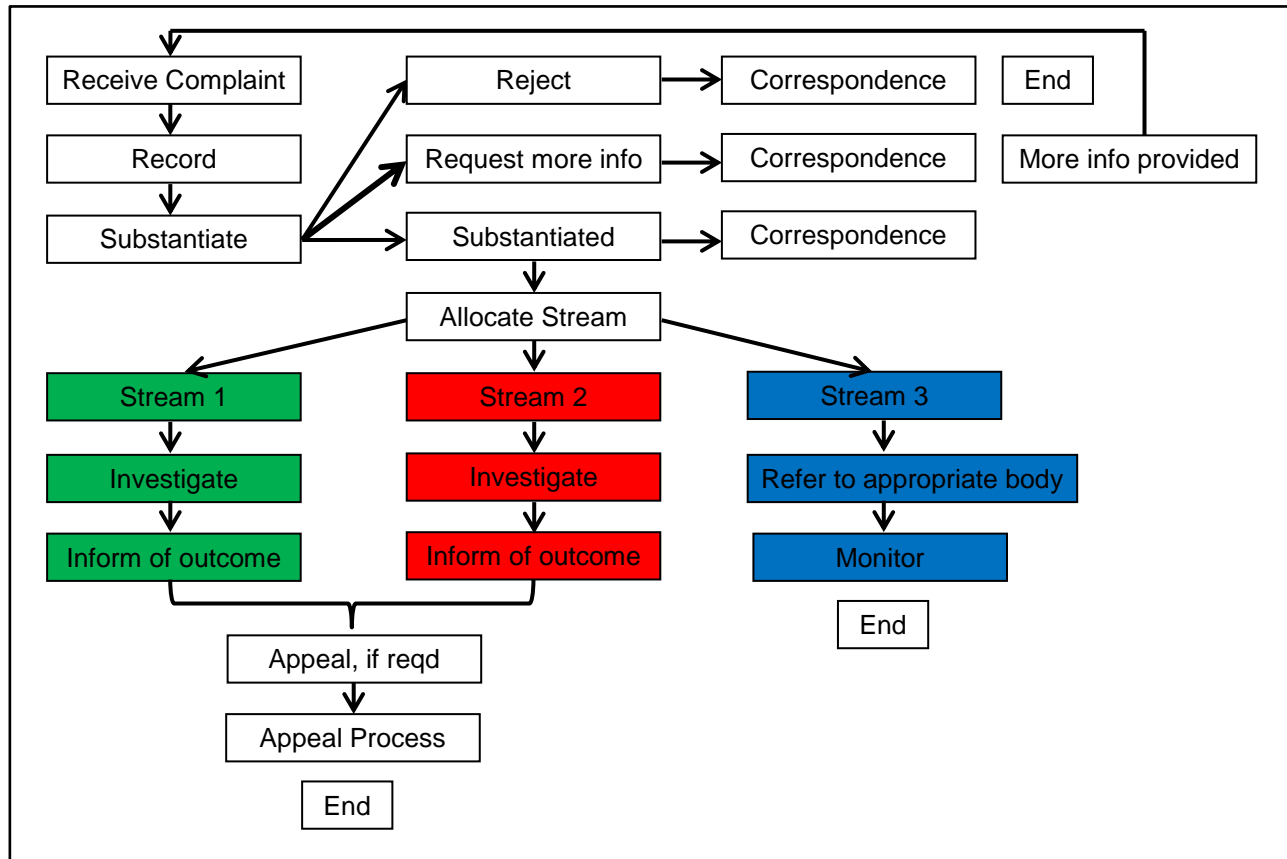 Receive Complaint
Reject
Correspondence
End
Record
Request more info
Correspondence
More info provided
Substantiate
Substantiated
Correspondence
Allocate Stream
Stream 1
Stream 2
Stream 3
Investigate
Investigate
Refer to appropriate body
Inform of outcome
Inform of outcome
Monitor
End
Appeal, if reqd
Appeal Process
End